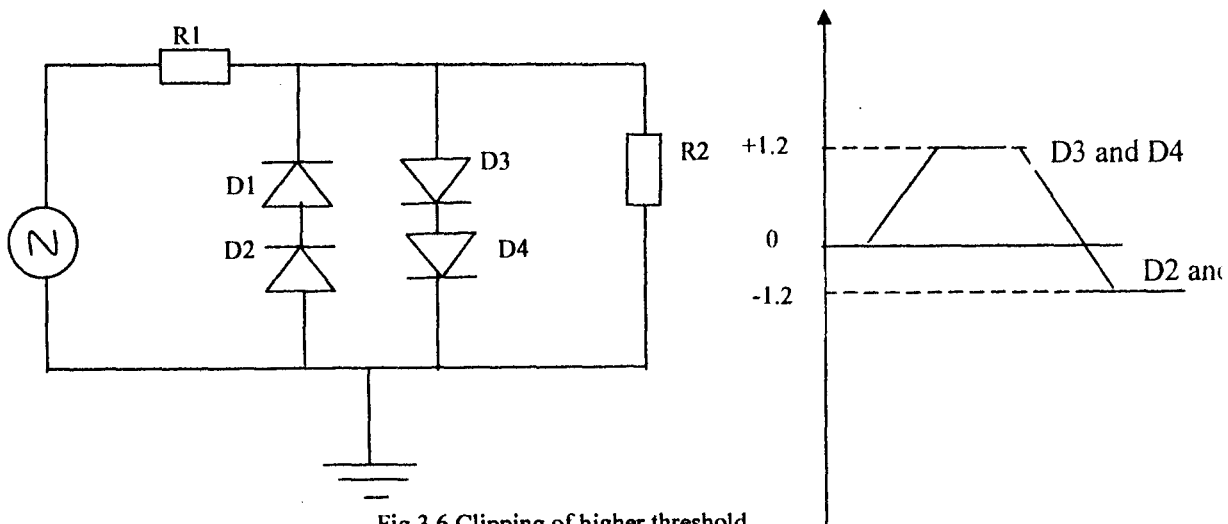 R1
D1
D2
D3
D4
R2
+1.2
0
-1.2
D3 and D4
D2 and
Fig 3.6 Clipping of higher threshold